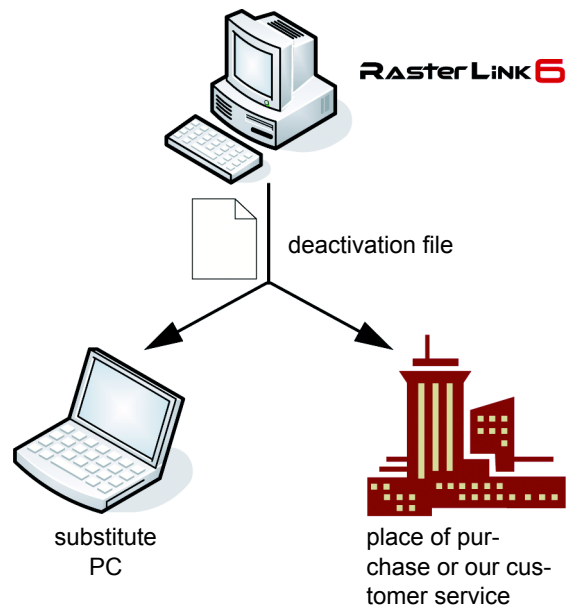 RasterLink6
deactivation file
substitute
PC
place of pur-
chase or our cus-
tomer service